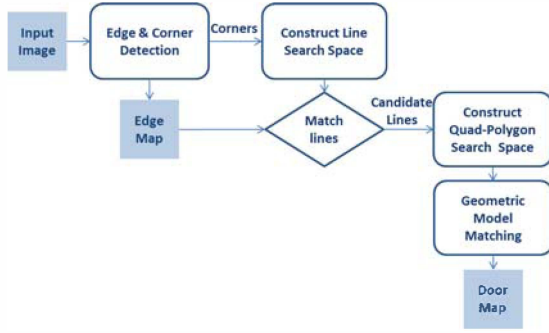 Input
Image
Edge & Corner
Detection
Corners
Construct Line
Search Space
Edge
Map
Match
lines
Candidate
Lines
Construct
Quad-Polygon
Search Space
Geometric
Model
Matching
Door
Map